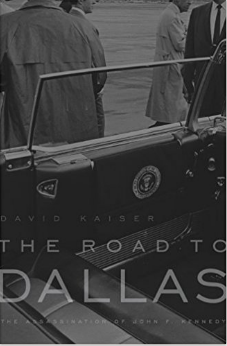 DAVID KAISER
THE ROAD TO
DALLAS
THE ASSASSINATION OF JOHN F. KENNEDY